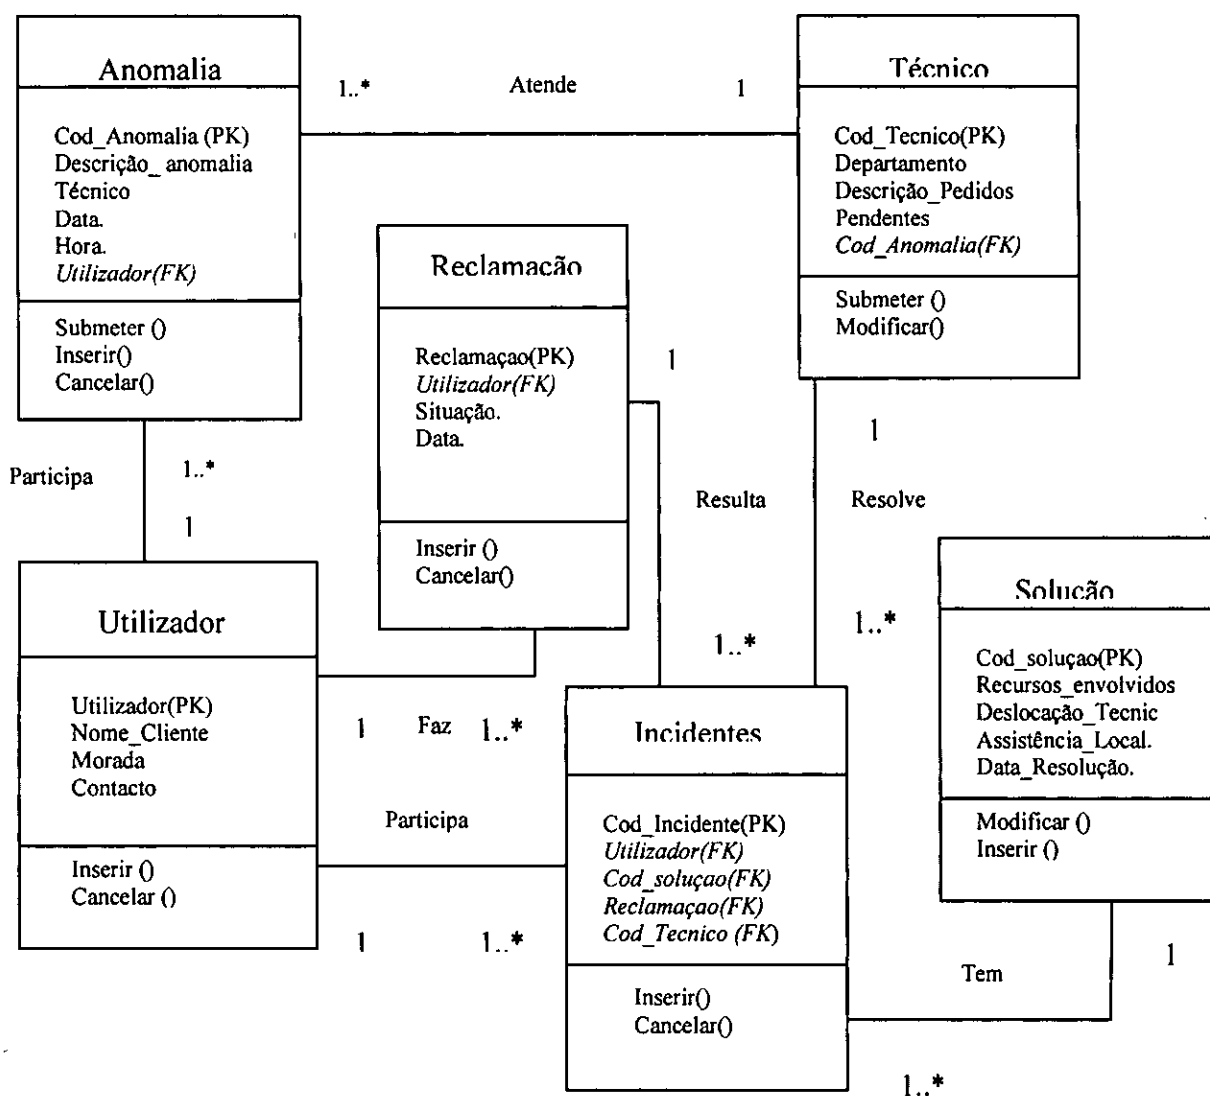 Anomalia
Cod_Anomalia (PK)
Descrição_ anomalia
Técnico
Data.
Hora.
Utilizador(FK)
Submeter ()
Inserir()
Cancelar()
1..*
Atende
1
Técnico
Cod_Tecnico(PK)
Departamento
Descrição_Pedidos
Pendentes
Cod_Anomalia(FK)
Submeter ()
Modificar()
Reclamacão
Reclamaçao(PK)
Utilizador(FK)
Situação.
Data.
Inserir ()
Cancelar()
1
Resulta
1..*
1
Resolve
1..*
Participa
1..*
1
Utilizador
Utilizador(PK)
Nome_Cliente
Morada
Contacto
Inserir ()
Cancelar ()
1
Faz
1..*
Participa
1
1..*
Incidentes
Cod_Incidente(PK)
Utilizador(FK)
Cod_soluçao(FK)
Reclamaçao(FK)
Cod_Tecnico (FK)
Inserir()
Cancelar()
Solucão
Cod_soluçao(PK)
Recursos_envolvidos
Deslocação_Tecnic
Assistência_Local.
Data_Resolução.
Modificar ()
Inserir ()
1
Tem
1..*